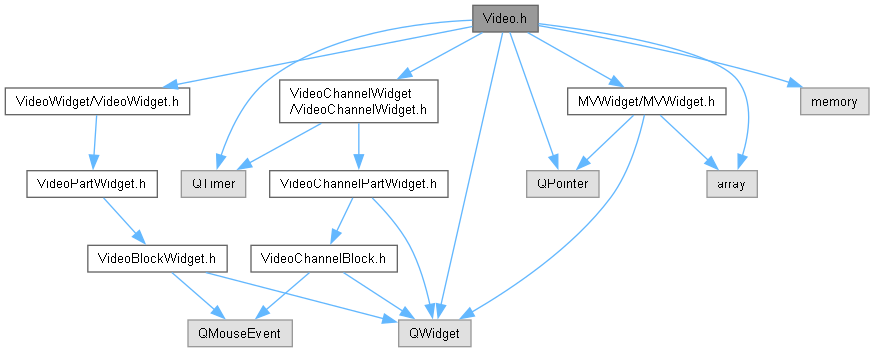 Video.h
VideoWidget/VideoWidget.h
VideoChannelWidget
/VideoChannelWidget.h
MVWidget/MVWidget.h
memory
VideoPartWidget.h
QTimer
VideoChannelPartWidget.h
QPointer
array
VideoBlockWidget.h
VideoChannelBlock.h
QMouseEvent
QWidget